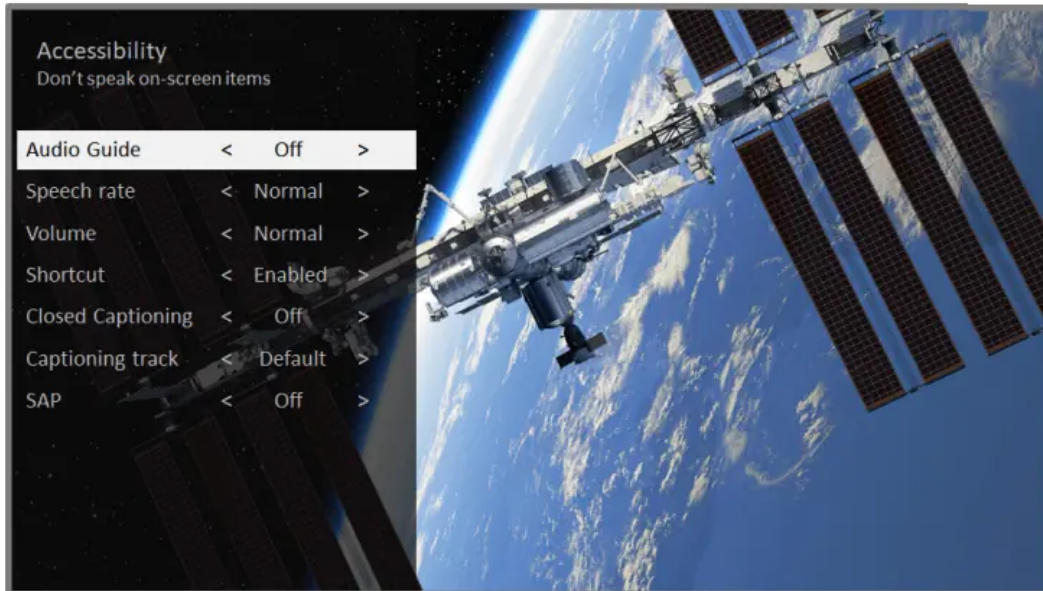 Accessibility
Don't speak on-screen items
Audio Guide < Off >
Speech rate < Normal >
Volume < Normal >
Shortcut < Enabled >
Closed Captioning < Off >
Captioning track < Default >
SAP < Off >